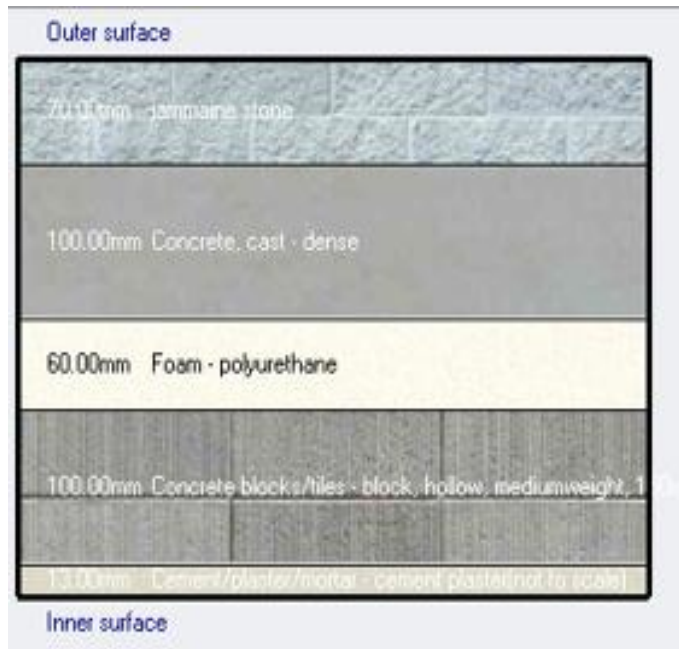 Outer surface
70.00mm jammaine stone
100.00mm Concrete, cast - dense
60.00mm Foam - polyurethane
100.00mm Concrete blocks/tiles - block, hollow, mediumweight, 1
13.00mm Cement/plaster/mortar - cement plaster(not to scale)
Inner surface